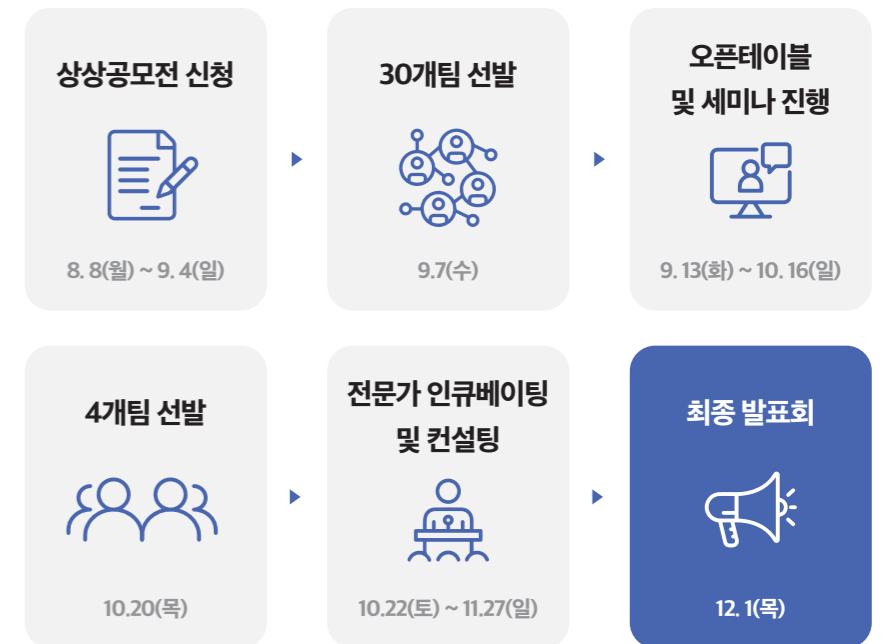 상상공모전 신청
8. 8(월) ~ 9. 4(일)
30개팀 선발
9.7(수)
오픈테이블
및 세미나 진행
9. 13(화) ~ 10. 16(일)
4개팀 선발
10.20(목)
전문가 인큐베이팅
및 컨설팅
10.22(토) ~ 11.27(일)
최종 발표회
12. 1(목)